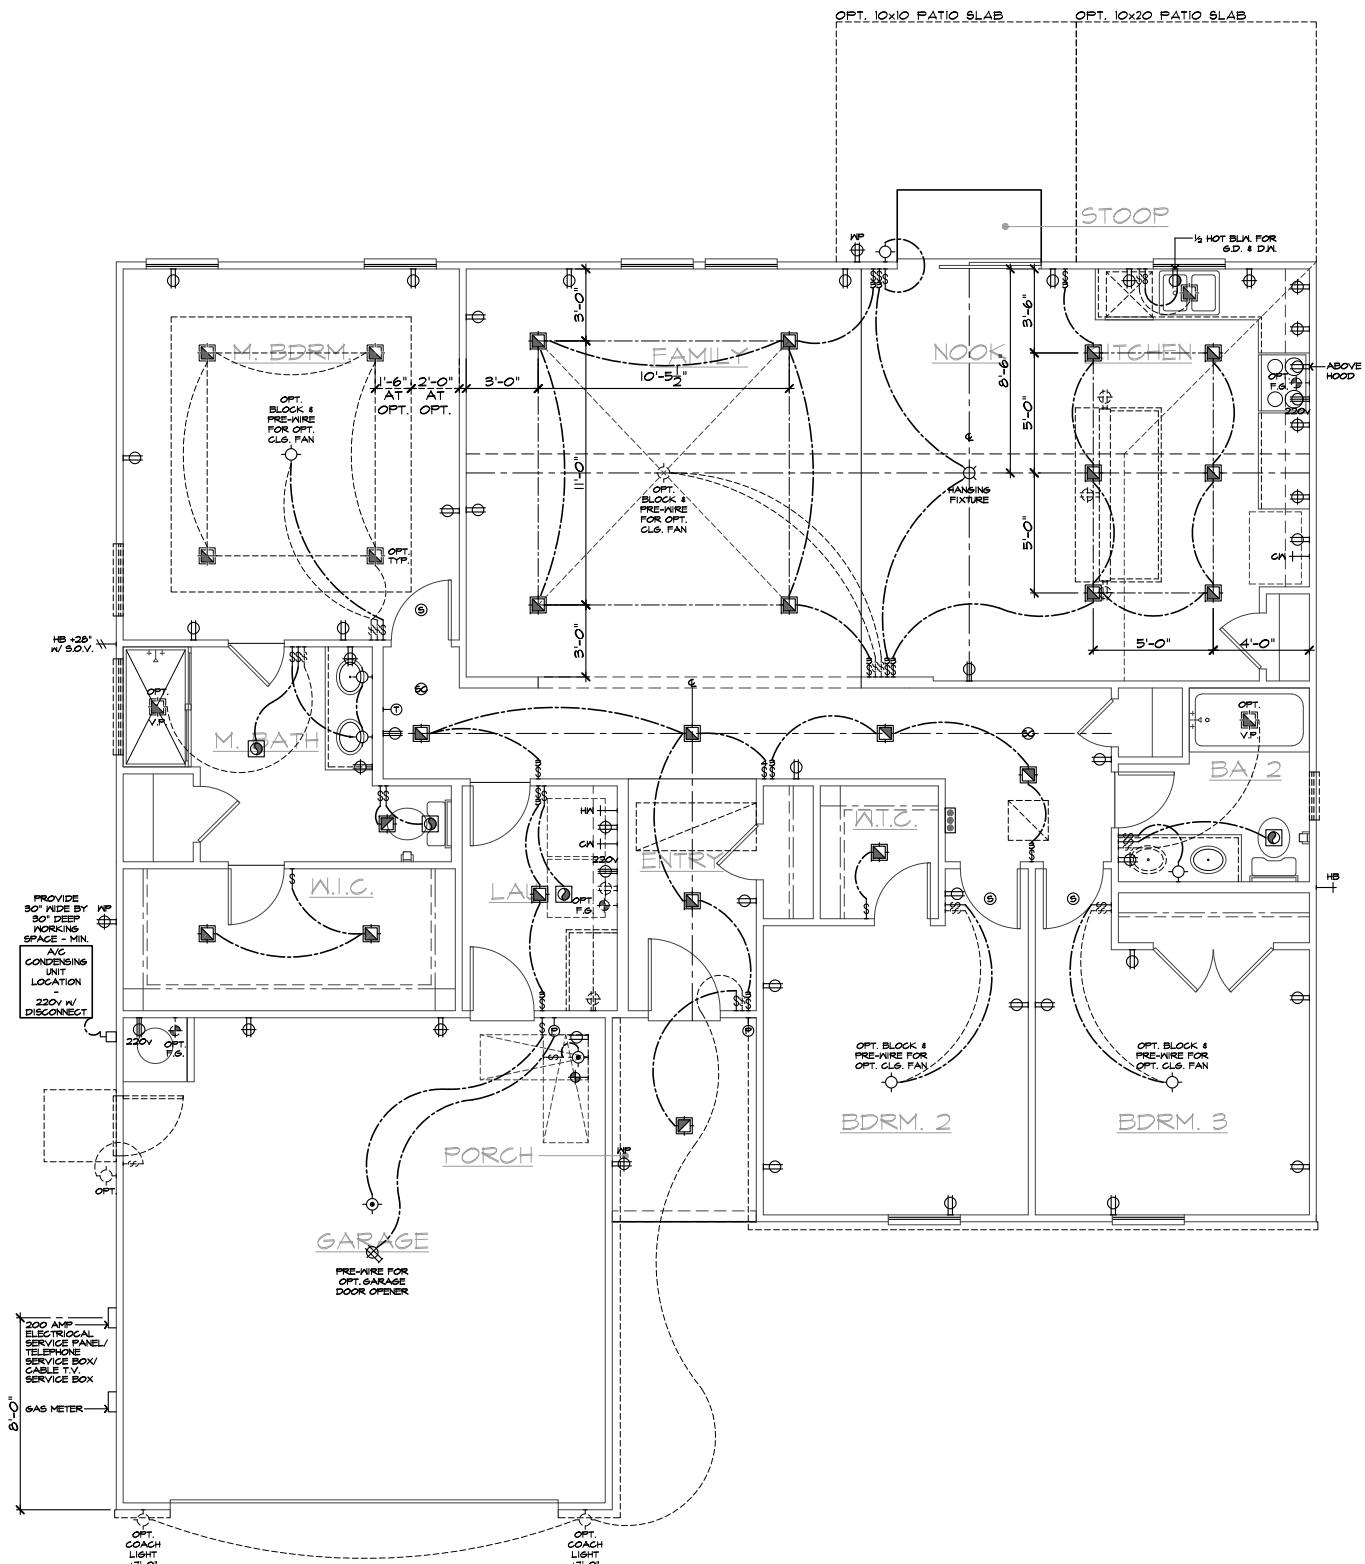 OPT. 10x10 PATIO SLAB
OPT. 10x20 PATIO SLAB
STOOP
WP
½ HOT BLW. FOR
G.D. & D.W.
3'-0"
3'-6"
M. BDRM
FAMILY
NOOK
KITCHEN
8'-6"
1'-6"
AT
OPT.
2'-0"
AT
OPT.
3'-0"
10'-5½"
ABOVE
HOOD
OPT.
F.G.
220V
OPT.
BLOCK &
PRE-WIRE
FOR OPT.
CLG. FAN
5'-0"
11'-0"
OPT.
BLOCK &
PRE-WIRE
FOR OPT.
CLG. FAN
HANGING
FIXTURE
5'-0"
CW
OPT.
TYP.
S
HB +28"
W/ S.O.V.
3'-0"
5'-0"
4'-0"
OPT.
V.P.
T
M. BATH
OPT.
V.P.
BA. 2
HW
CW
220V
W.I.C.
ENTRY
W.I.C.
LAU
OPT.
F.G.
S
S
HB
PROVIDE
30" WIDE BY
30" DEEP
WORKING
SPACE - MIN.
WP
A/C
CONDENSING
UNIT
LOCATION
-
220V W/
DISCONNECT
220V
OPT.
F.G.
P
P
OPT. BLOCK &
PRE-WIRE FOR
OPT. CLG. FAN
OPT. BLOCK &
PRE-WIRE FOR
OPT. CLG. FAN
BDRM. 2
BDRM. 3
PORCH
WP
OPT.
GARAGE
PRE-WIRE FOR
OPT. GARAGE
DOOR OPENER
200 AMP
ELECTRIOCAL
SERVICE PANEL/
TELEPHONE
SERVICE BOX/
CABLE T.V.
SERVICE BOX
GAS METER
8'-0"
OPT.
COACH
LIGHT
OPT.
COACH
LIGHT